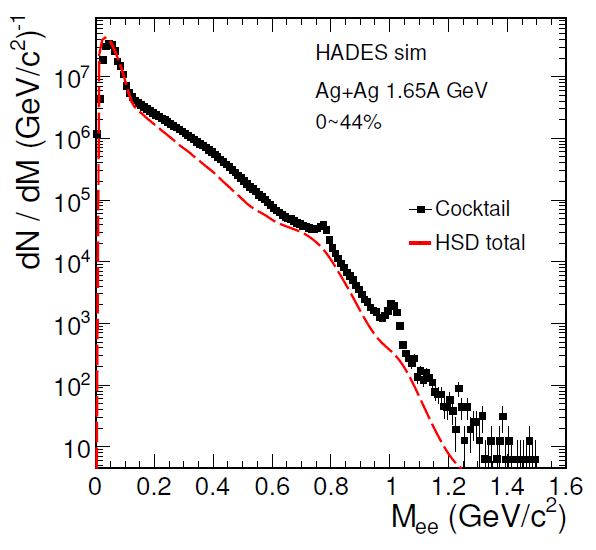 dN / dM (GeV/c²)⁻¹
HADES sim
Ag+Ag 1.65A GeV
0~44%
Cocktail
HSD total
10⁷
10⁶
10⁵
10⁴
10³
10²
10
0 0.2 0.4 0.6 0.8 1 1.2 1.4 1.6
Mee (GeV/c²)